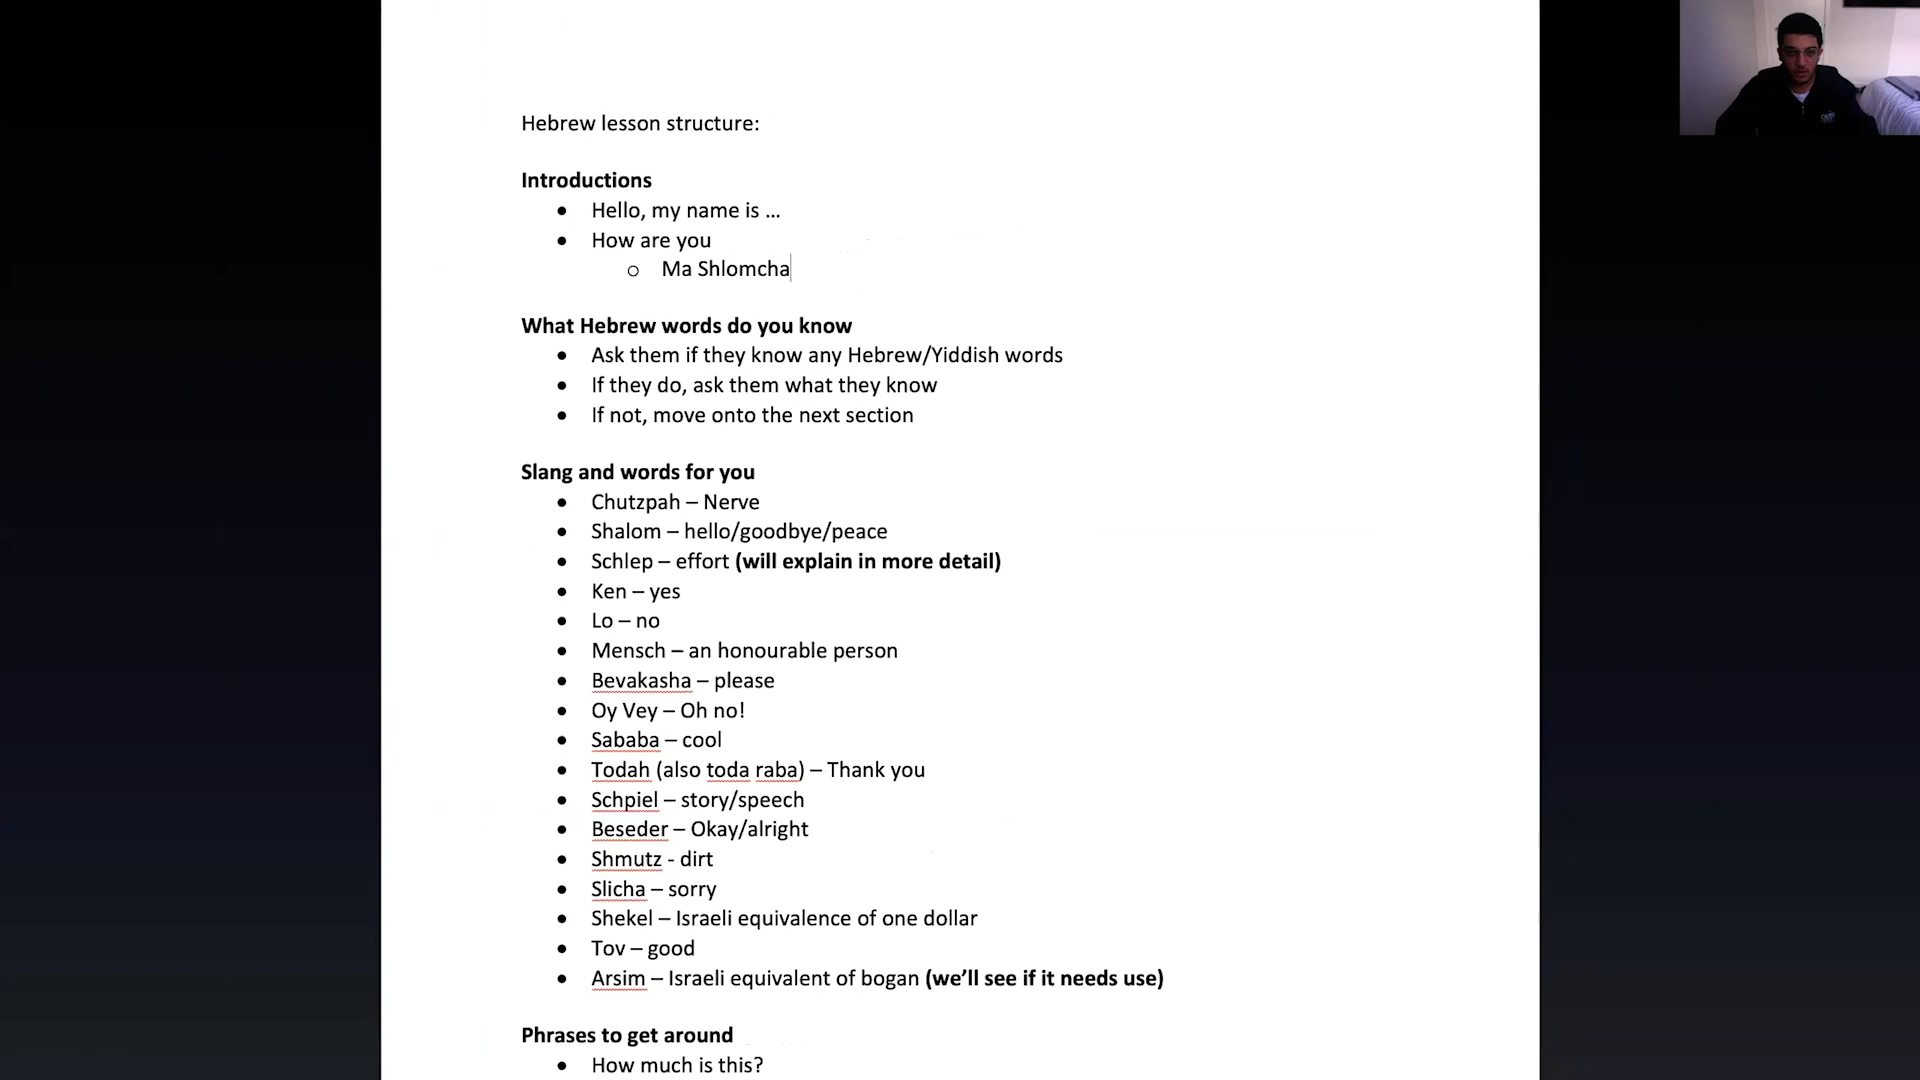 Hebrew lesson structure:
Introductions
• Hello, my name is ...
• How are you
○ Ma Shlomcha
What Hebrew words do you know
• Ask them if they know any Hebrew/Yiddish words
• If they do, ask them what they know
• If not, move onto the next section
Slang and words for you
• Chutzpah – Nerve
• Shalom – hello/goodbye/peace
• Schlep – effort (will explain in more detail)
• Ken – yes
• Lo – no
• Mensch – an honourable person
• Bevakasha – please
• Oy Vey – Oh no!
• Sababa – cool
• Todah (also toda raba) – Thank you
• Schpiel – story/speech
• Beseder – Okay/alright
• Shmutz - dirt
• Slicha – sorry
• Shekel – Israeli equivalence of one dollar
• Tov – good
• Arsim – Israeli equivalent of bogan (we’ll see if it needs use)
Phrases to get around
• How much is this?